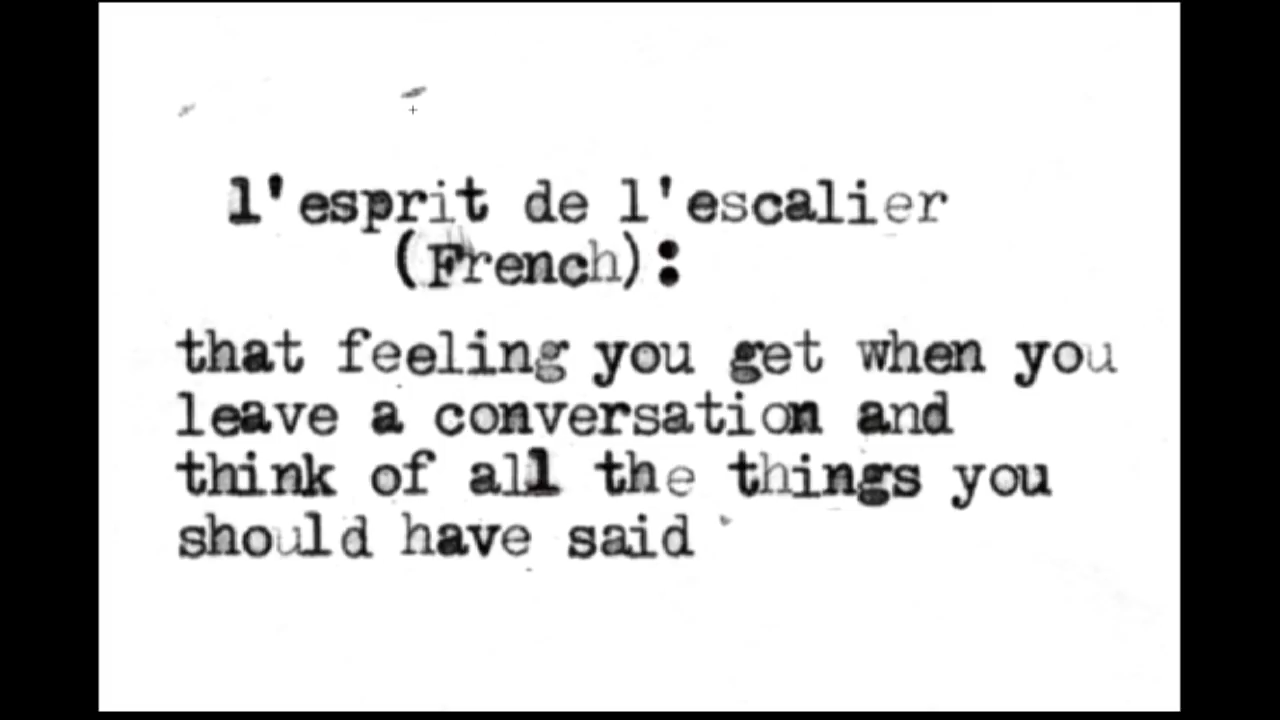 l'esprit de l'escalier
(French):
that feeling you get when you
leave a conversation and
think of all the things you
should have said